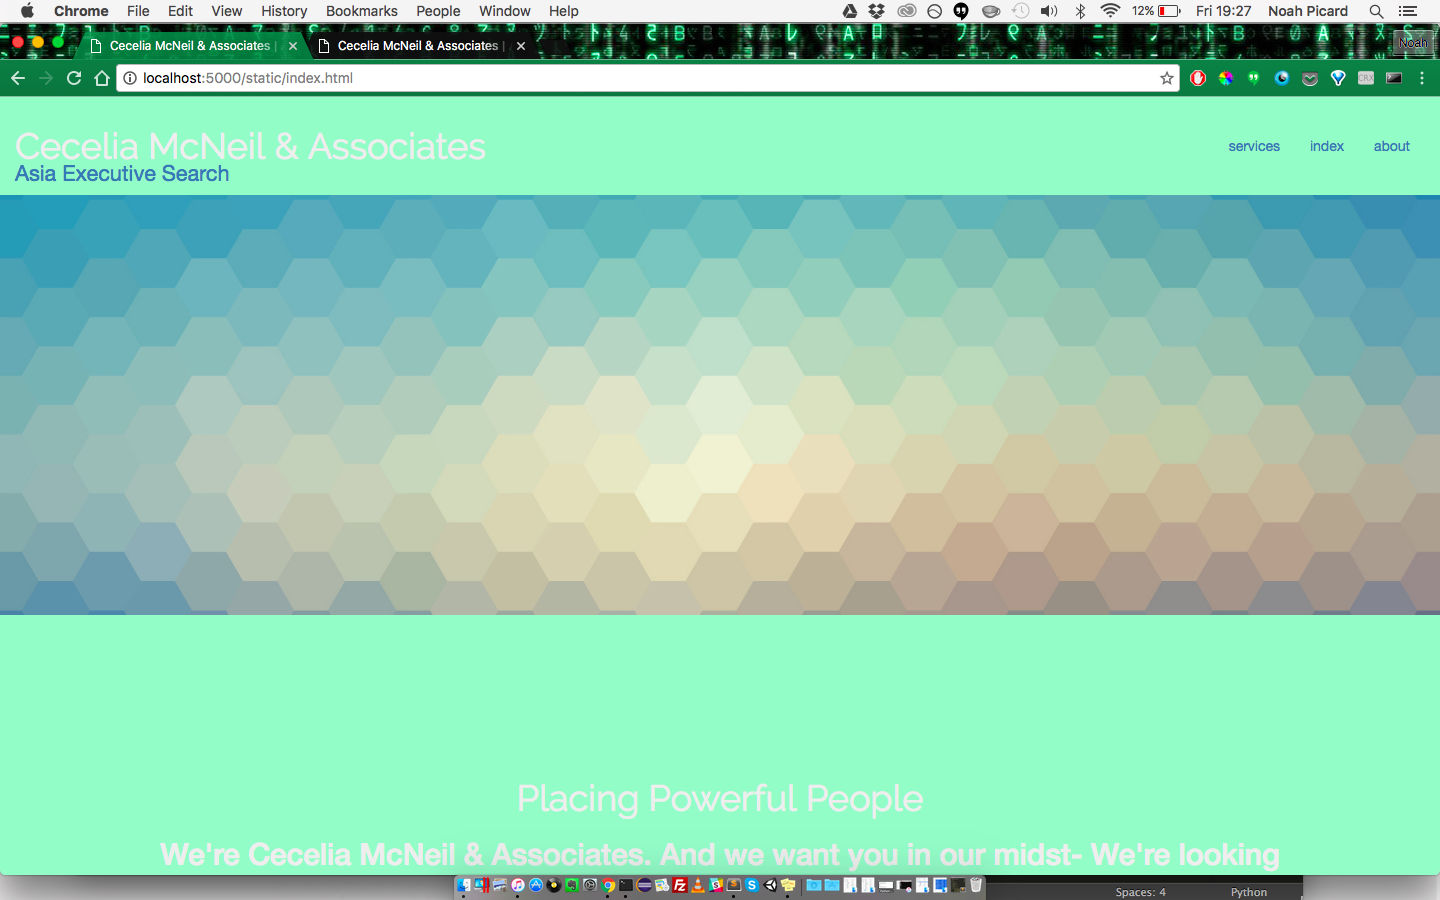 Chrome File Edit View History Bookmarks People Window Help 12% Fri 19:27 Noah Picard
Cecelia McNeil & Associates | Cecelia McNeil & Associates | Noah
localhost:5000/static/index.html CRX
Cecelia McNeil & Associates
Asia Executive Search
services index about
Placing Powerful People
We're Cecelia McNeil & Associates. And we want you in our midst- We're looking
Spaces: 4 Python